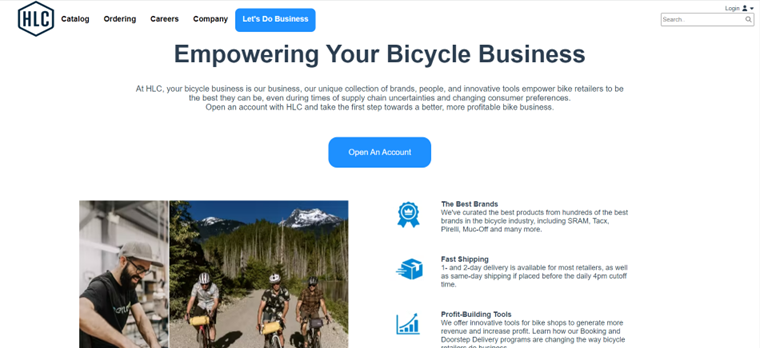 HLC
Catalog Ordering Careers Company Let's Do Business
Login
Search
Empowering Your Bicycle Business
At HLC, your bicycle business is our business, our unique collection of brands, people, and innovative tools empower bike retailers to be
the best they can be, even during times of supply chain uncertainties and changing consumer preferences.
Open an account with HLC and take the first step towards a better, more profitable bike business.
Open An Account
The Best Brands
We've curated the best products from hundreds of the best
brands in the bicycle industry, including SRAM, Tacx,
Pirelli, Muc-Off and many more.
Fast Shipping
1- and 2-day delivery is available for most retailers, as well
as same-day shipping if placed before the daily 4pm cutoff
time.
Profit-Building Tools
We offer innovative tools for bike shops to generate more
revenue and increase profit. Learn how our Booking and
Doorstep Delivery programs are changing the way bicycle
retailers do business.